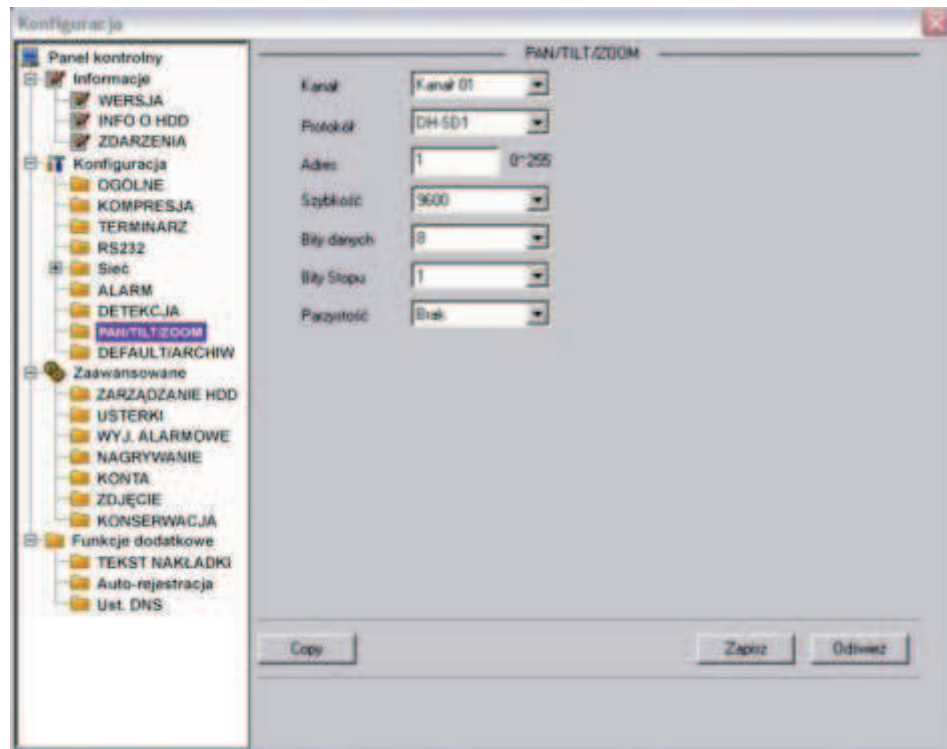 Konfiguracja
Panel kontrolny
Informacje
WERSJA
INFO O HDD
ZDARZENIA
Konfiguracja
OGÓLNE
KOMPRESJA
TERMINARZ
RS232
Sieć
ALARM
DETEKCJA
PAN/TILT/ZOOM
DEFAULT/ARCHIW
Zaawansowane
ZARZĄDZANIE HDD
USTERKI
WYJ. ALARMOWE
NAGRYWANIE
KONTA
ZDJĘCIE
KONSERWACJA
Funkcje dodatkowe
TEKST NAKŁADKI
Auto-rejestracja
Ust. DNS
PAN/TILT/ZOOM
Kanał Kanał 01
Protokół DH-SD1
Adres 1 0~255
Szybkość 9600
Bity danych 8
Bity Stopu 1
Parzystość Brak
Copy Zapisz Odśwież